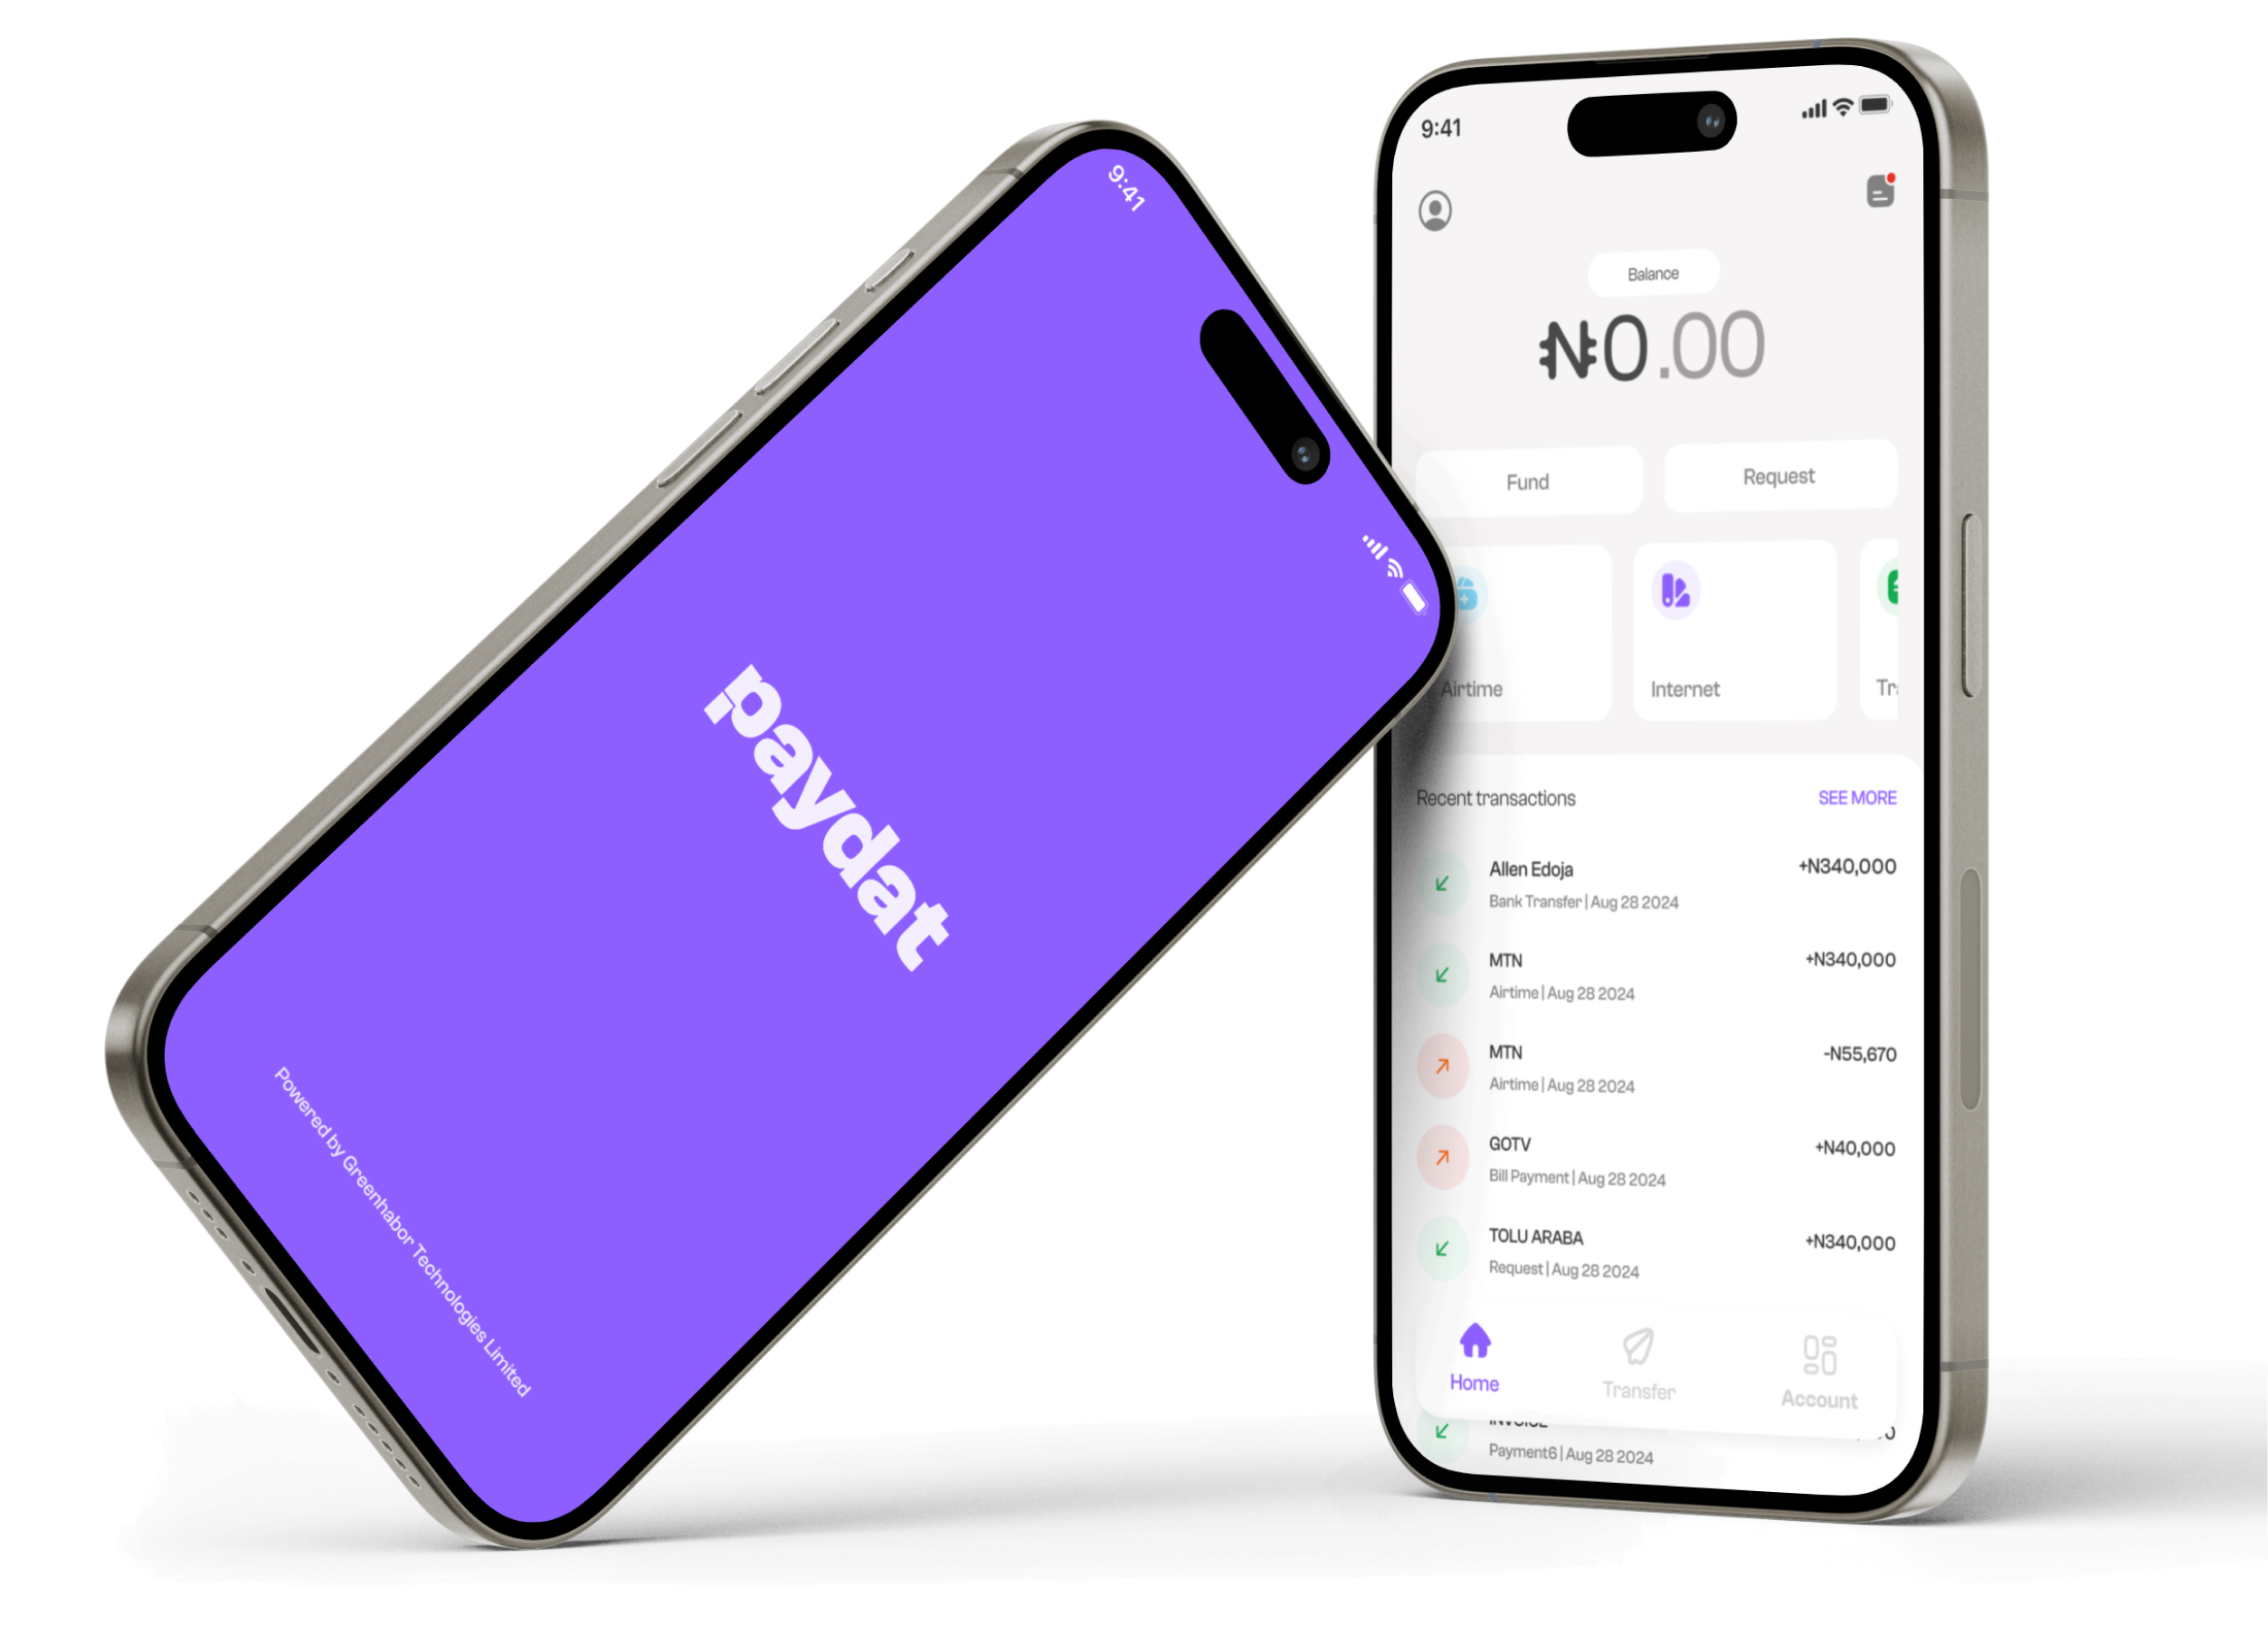 9:41
paydat
Powered by Greenhabor Technologies Limited
9:41
Balance
₦0.00
Fund
Request
Airtime
Internet
Recent transactions
SEE MORE
Allen Edoja
+N340,000
Bank Transfer | Aug 28 2024
MTN
+N340,000
Airtime | Aug 28 2024
MTN
-N55,670
Airtime | Aug 28 2024
GOTV
+N40,000
Bill Payment | Aug 28 2024
TOLU ARABA
+N340,000
Request | Aug 28 2024
Home
Transfer
Account
Payment6 | Aug 28 2024